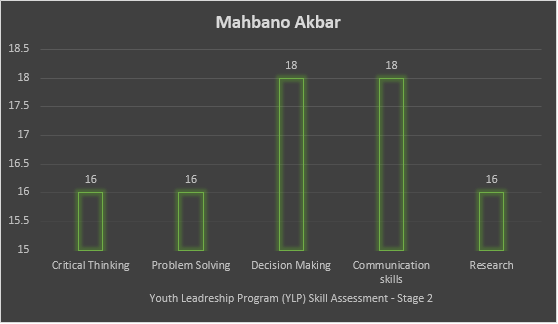 Mahbano Akbar
18.5
18
17.5
17
16.5
16
15.5
15
16
16
18
18
16
Critical Thinking
Problem Solving
Decision Making
Communication
skills
Research
Youth Leadreship Program (YLP) Skill Assessment - Stage 2